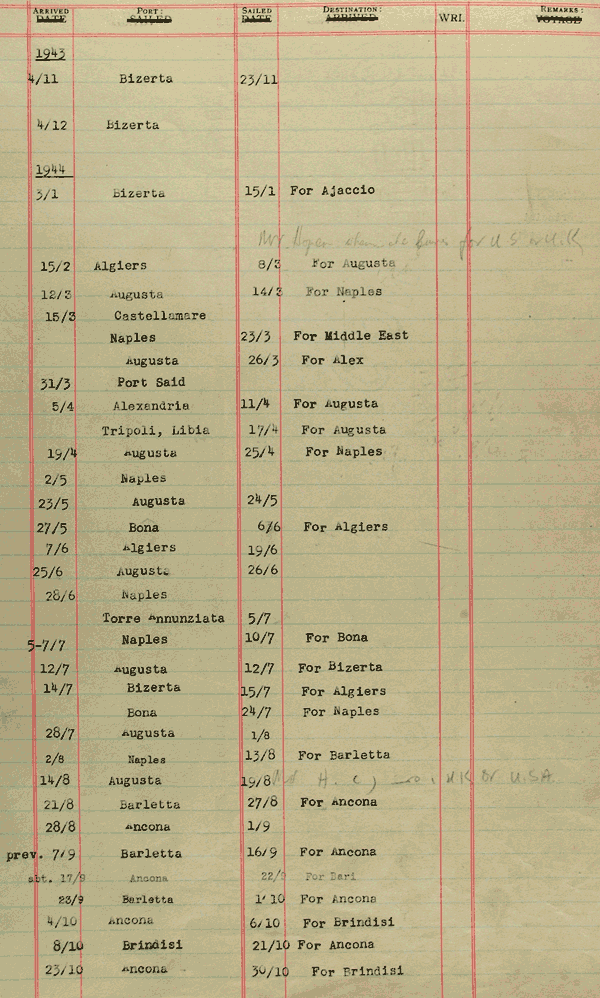 ARRIVED DATE PORT: SAILED SAILED DATE DESTINATION: ARRIVED WRI. REMARKS: VOYAGE
1943
4/11 Bizerta 23/11
4/12 Bizerta
1944
3/1 Bizerta 15/1 For Ajaccio
for U.S or U.K
15/2 Algiers 8/3 For Augusta
12/3 Augusta 14/3 For Naples
15/3 Castellamare
Naples 23/3 For Middle East
Augusta 26/3 For Alex
31/3 Port Said
5/4 Alexandria 11/4 For Augusta
Tripoli, Libia 17/4 For Augusta
19/4 Augusta 25/4 For Naples
2/5 Naples
23/5 Augusta 24/5
27/5 Bona 6/6 For Algiers
7/6 Algiers 19/6
25/6 Augusta 26/6
28/6 Naples
Torre Annunziata 5/7
5-7/7 Naples 10/7 For Bona
12/7 Augusta 12/7 For Bizerta
14/7 Bizerta 15/7 For Algiers
Bona 24/7 For Naples
28/7 Augusta 1/8
2/8 Naples 13/8 For Barletta
14/8 Augusta 19/8 H. U.K or U.S.A
21/8 Barletta 27/8 For Ancona
28/8 Ancona 1/9
prev. 7/9 Barletta 16/9 For Ancona
abt. 17/9 Ancona 22/9 For Bari
23/9 Barletta 1/10 For Ancona
4/10 Ancona 6/10 For Brindisi
8/10 Brindisi 21/10 For Ancona
23/10 Ancona 30/10 For Brindisi